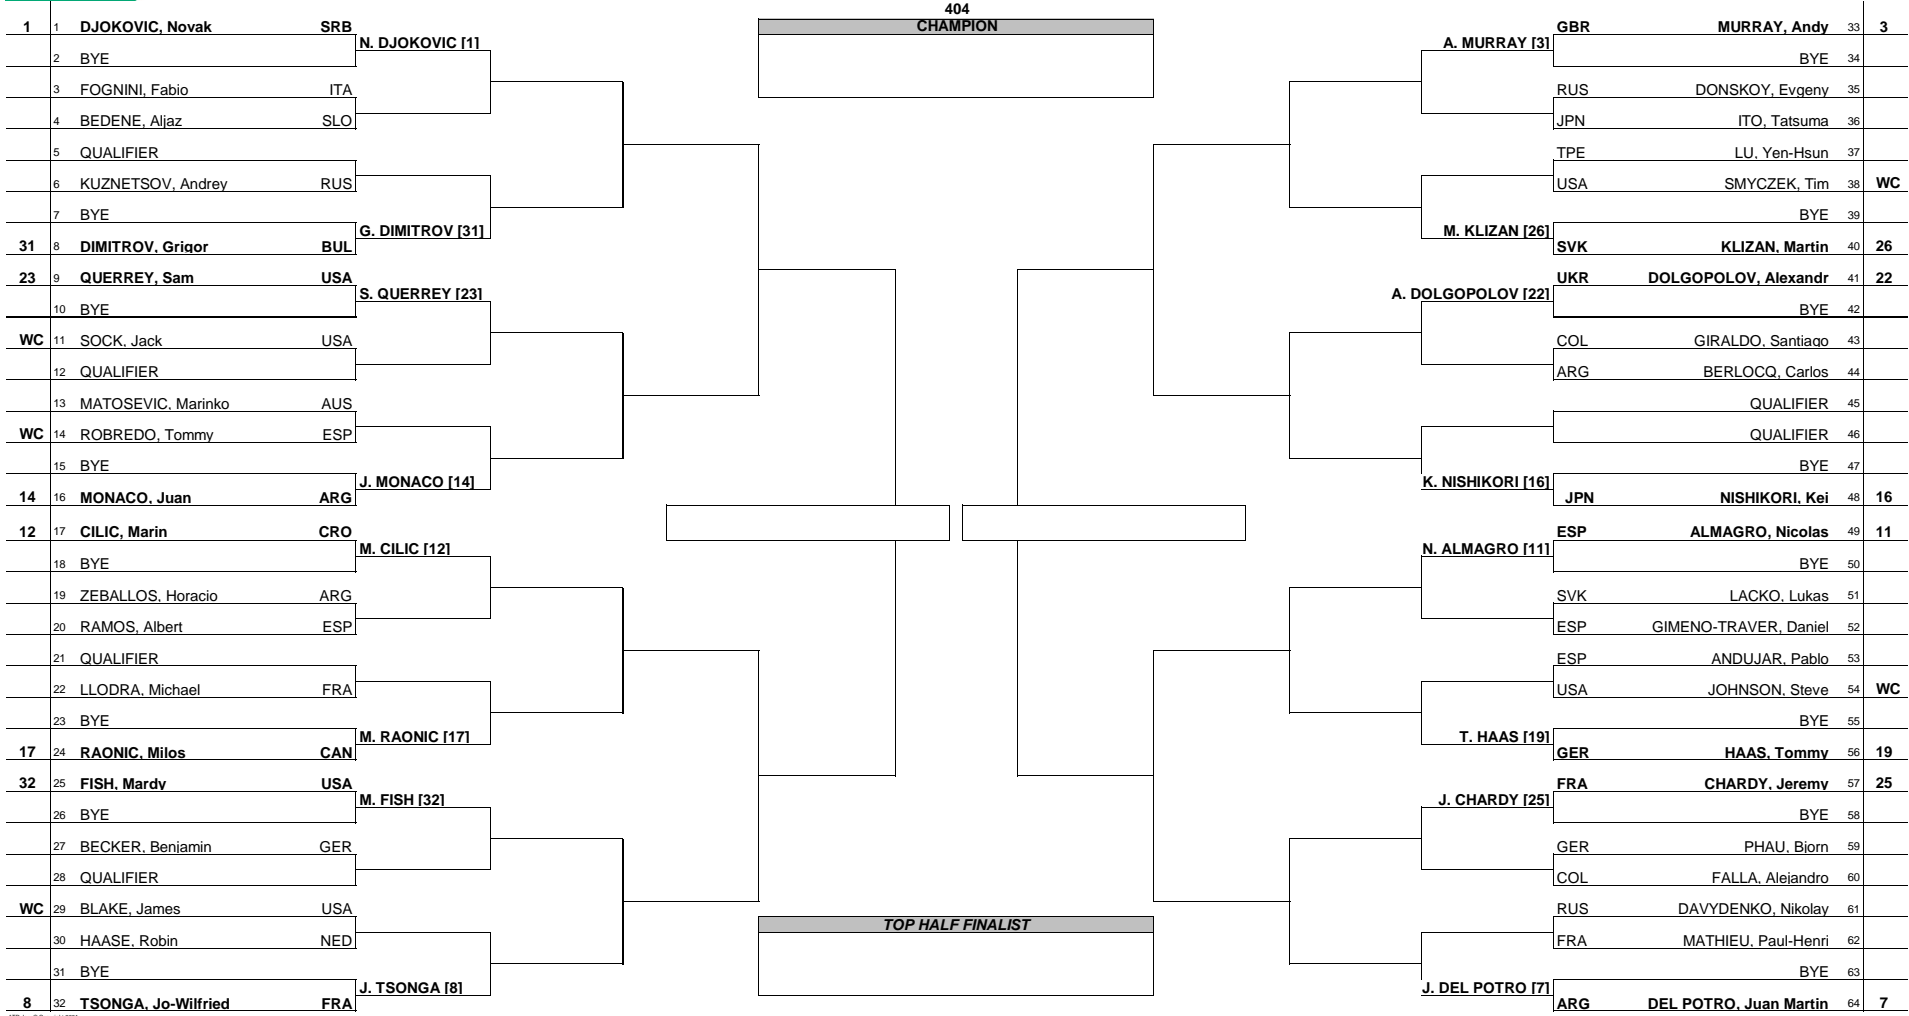 404
CHAMPION
1 1 DJOKOVIC, Novak SRB
N. DJOKOVIC [1]
2 BYE
3 FOGNINI, Fabio ITA
4 BEDENE, Aljaz SLO
5 QUALIFIER
6 KUZNETSOV, Andrey RUS
7 BYE
G. DIMITROV [31]
31 8 DIMITROV, Grigor BUL
23 9 QUERREY, Sam USA
S. QUERREY [23]
10 BYE
WC 11 SOCK, Jack USA
12 QUALIFIER
13 MATOSEVIC, Marinko AUS
WC 14 ROBREDO, Tommy ESP
15 BYE
J. MONACO [14]
14 16 MONACO, Juan ARG
12 17 CILIC, Marin CRO
M. CILIC [12]
18 BYE
19 ZEBALLOS, Horacio ARG
20 RAMOS, Albert ESP
21 QUALIFIER
22 LLODRA, Michael FRA
23 BYE
M. RAONIC [17]
17 24 RAONIC, Milos CAN
32 25 FISH, Mardy USA
M. FISH [32]
26 BYE
27 BECKER, Benjamin GER
28 QUALIFIER
WC 29 BLAKE, James USA
30 HAASE, Robin NED
31 BYE
J. TSONGA [8]
8 32 TSONGA, Jo-Wilfried FRA
TOP HALF FINALIST
GBR MURRAY, Andy 33 3
A. MURRAY [3]
BYE 34
RUS DONSKOY, Evgeny 35
JPN ITO, Tatsuma 36
TPE LU, Yen-Hsun 37
USA SMYCZEK, Tim 38 WC
BYE 39
M. KLIZAN [26]
SVK KLIZAN, Martin 40 26
UKR DOLGOPOLOV, Alexandr 41 22
A. DOLGOPOLOV [22]
BYE 42
COL GIRALDO, Santiago 43
ARG BERLOCQ, Carlos 44
QUALIFIER 45
QUALIFIER 46
BYE 47
K. NISHIKORI [16]
JPN NISHIKORI, Kei 48 16
ESP ALMAGRO, Nicolas 49 11
N. ALMAGRO [11]
BYE 50
SVK LACKO, Lukas 51
ESP GIMENO-TRAVER, Daniel 52
ESP ANDUJAR, Pablo 53
USA JOHNSON, Steve 54 WC
BYE 55
T. HAAS [19]
GER HAAS, Tommy 56 19
FRA CHARDY, Jeremy 57 25
J. CHARDY [25]
BYE 58
GER PHAU, Bjorn 59
COL FALLA, Alejandro 60
RUS DAVYDENKO, Nikolay 61
FRA MATHIEU, Paul-Henri 62
BYE 63
J. DEL POTRO [7]
ARG DEL POTRO, Juan Martin 64 7